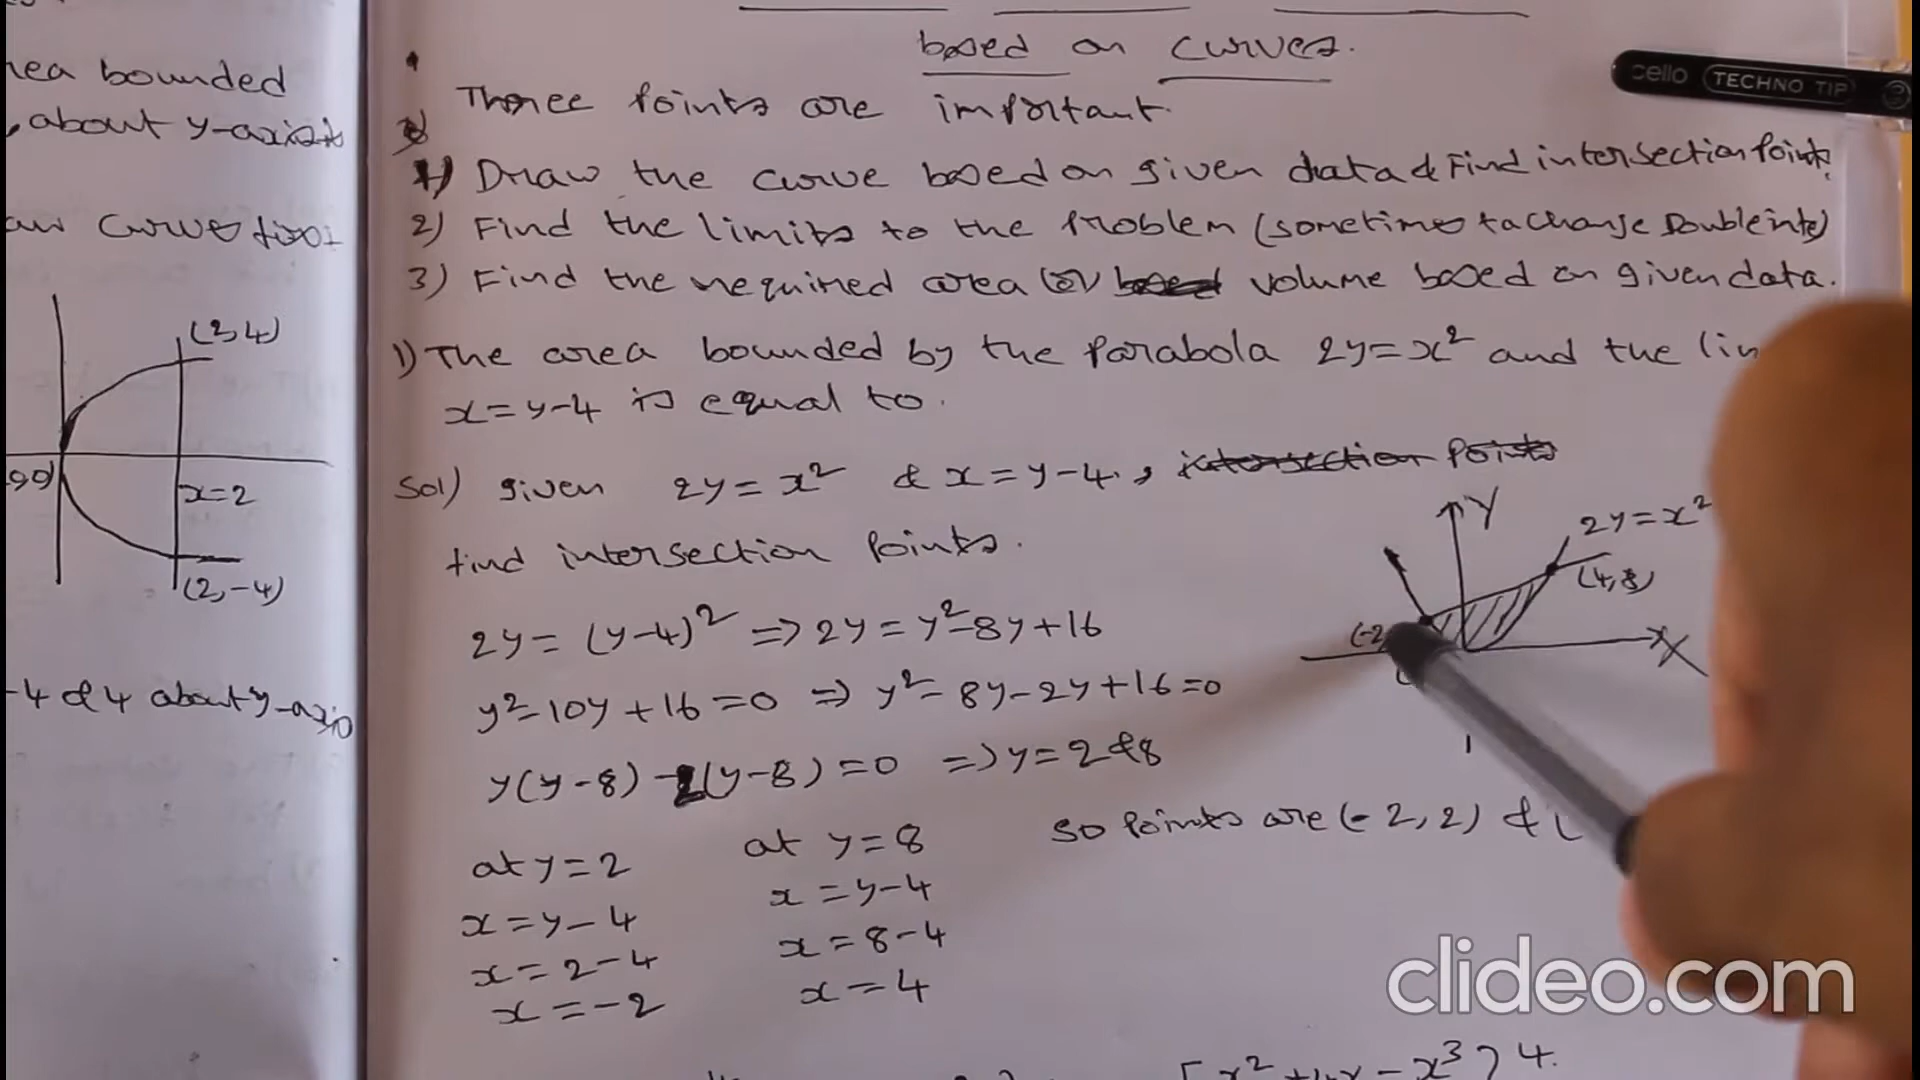 rea bounded
, about y-axis
aw curve first
(2,4)
x=2
(2,-4)
-4 & 4 about y-axis
based on curves.
Three points are important.
1) Draw the curve based on given data & Find intersection points.
2) Find the limits to the Problem (sometimes to change Double inte)
3) Find the required area (or) volume based on given data.
1) The area bounded by the Parabola 2y=x² and the lin
x=y-4 is equal to.
Sol) given 2y=x² & x=y-4, intersection points
find intersection points.
2y=(y-4)² => 2y=y²-8y+16
y²-10y+16=0 => y²-8y-2y+16=0
y(y-8)-2(y-8)=0 => y=2&8
at y=2
x=y-4
x=2-4
x=-2
at y=8
x=y-4
x=8-4
x=4
So points are (-2,2) & (
Y
2y=x²
(4,8)
(-2
X
cello TECHNO TIP
clideo.com